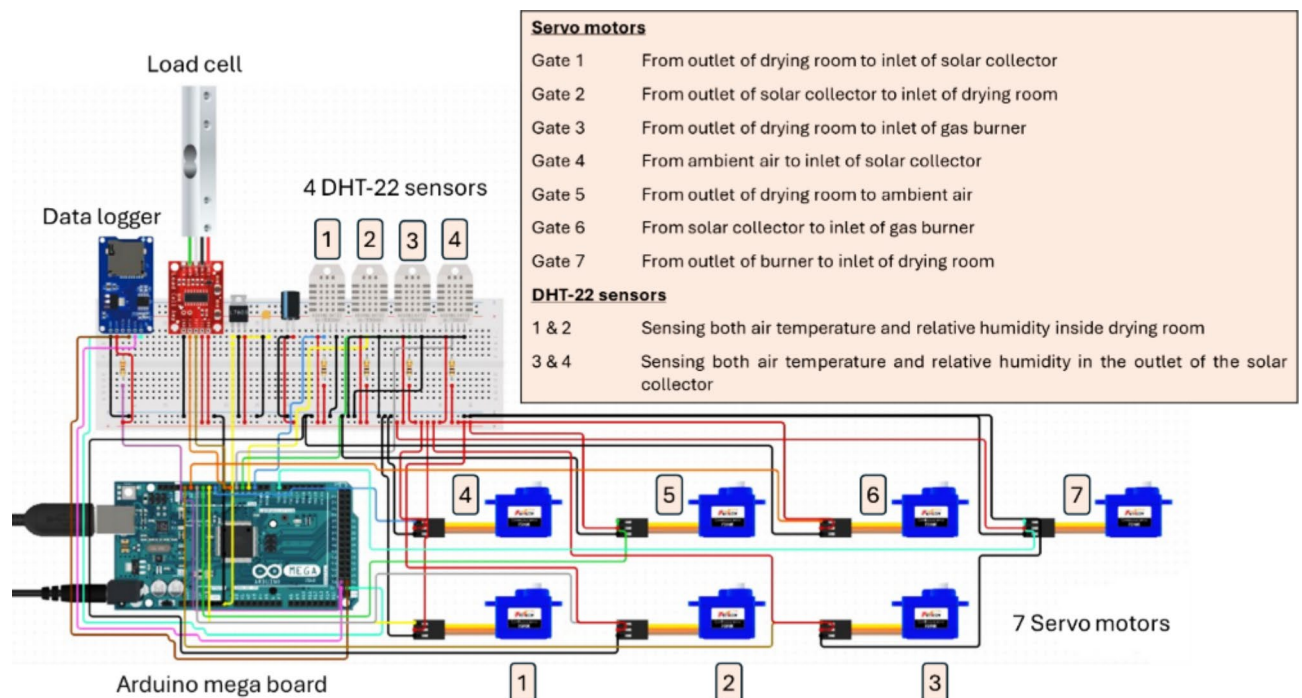 Servo motors
Gate 1 From outlet of drying room to inlet of solar collector
Gate 2 From outlet of solar collector to inlet of drying room
Gate 3 From outlet of drying room to inlet of gas burner
Gate 4 From ambient air to inlet of solar collector
Gate 5 From outlet of drying room to ambient air
Gate 6 From solar collector to inlet of gas burner
Gate 7 From outlet of burner to inlet of drying room
DHT-22 sensors
1 & 2 Sensing both air temperature and relative humidity inside drying room
3 & 4 Sensing both air temperature and relative humidity in the outlet of the solar
collector
Load cell
4 DHT-22 sensors
Data logger
1 2 3 4
4 5 6 7
ARDUINO MEGA
7 Servo motors
Arduino mega board
1 2 3